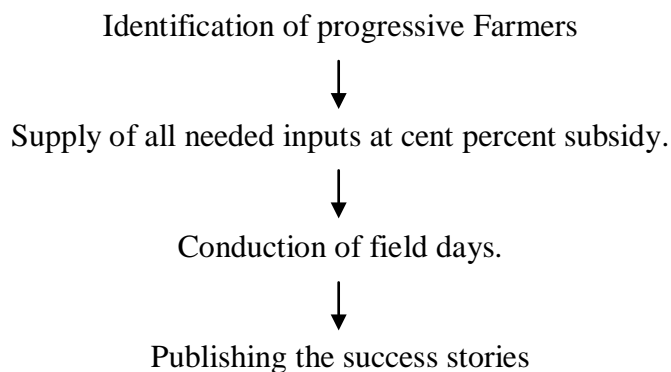 Identification of progressive Farmers
Supply of all needed inputs at cent percent subsidy.
Conduction of field days.
Publishing the success stories